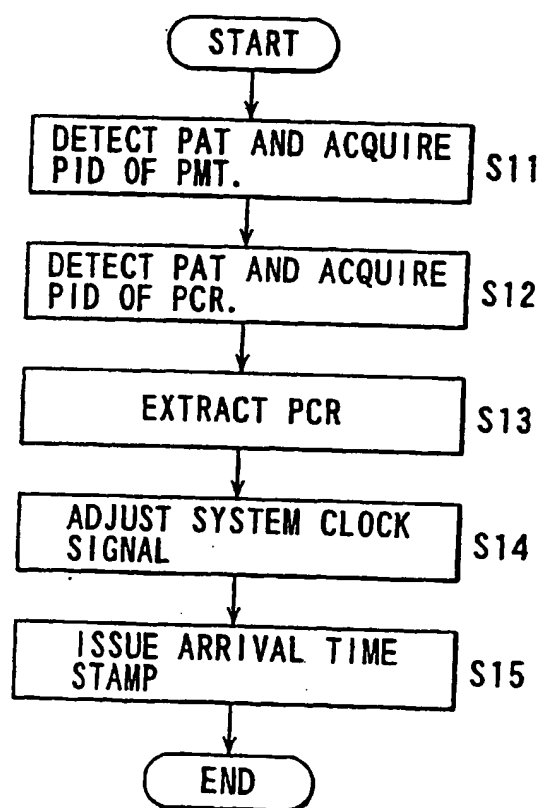 START
DETECT PAT AND ACQUIRE
PID OF PMT.
S11
DETECT PAT AND ACQUIRE
PID OF PCR.
S12
EXTRACT PCR
S13
ADJUST SYSTEM CLOCK
SIGNAL
S14
ISSUE ARRIVAL TIME
STAMP
S15
END